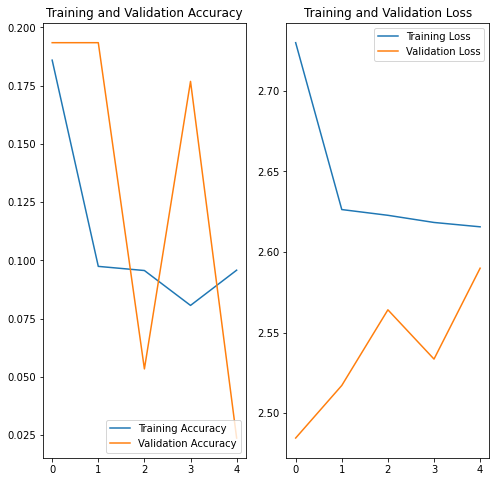 Training and Validation Accuracy
0.200
0.175
0.150
0.125
0.100
0.075
0.050
0.025
0 1 2 3 4
Training Accuracy
Validation Accuracy
Training and Validation Loss
2.70
2.65
2.60
2.55
2.50
0 1 2 3 4
Training Loss
Validation Loss